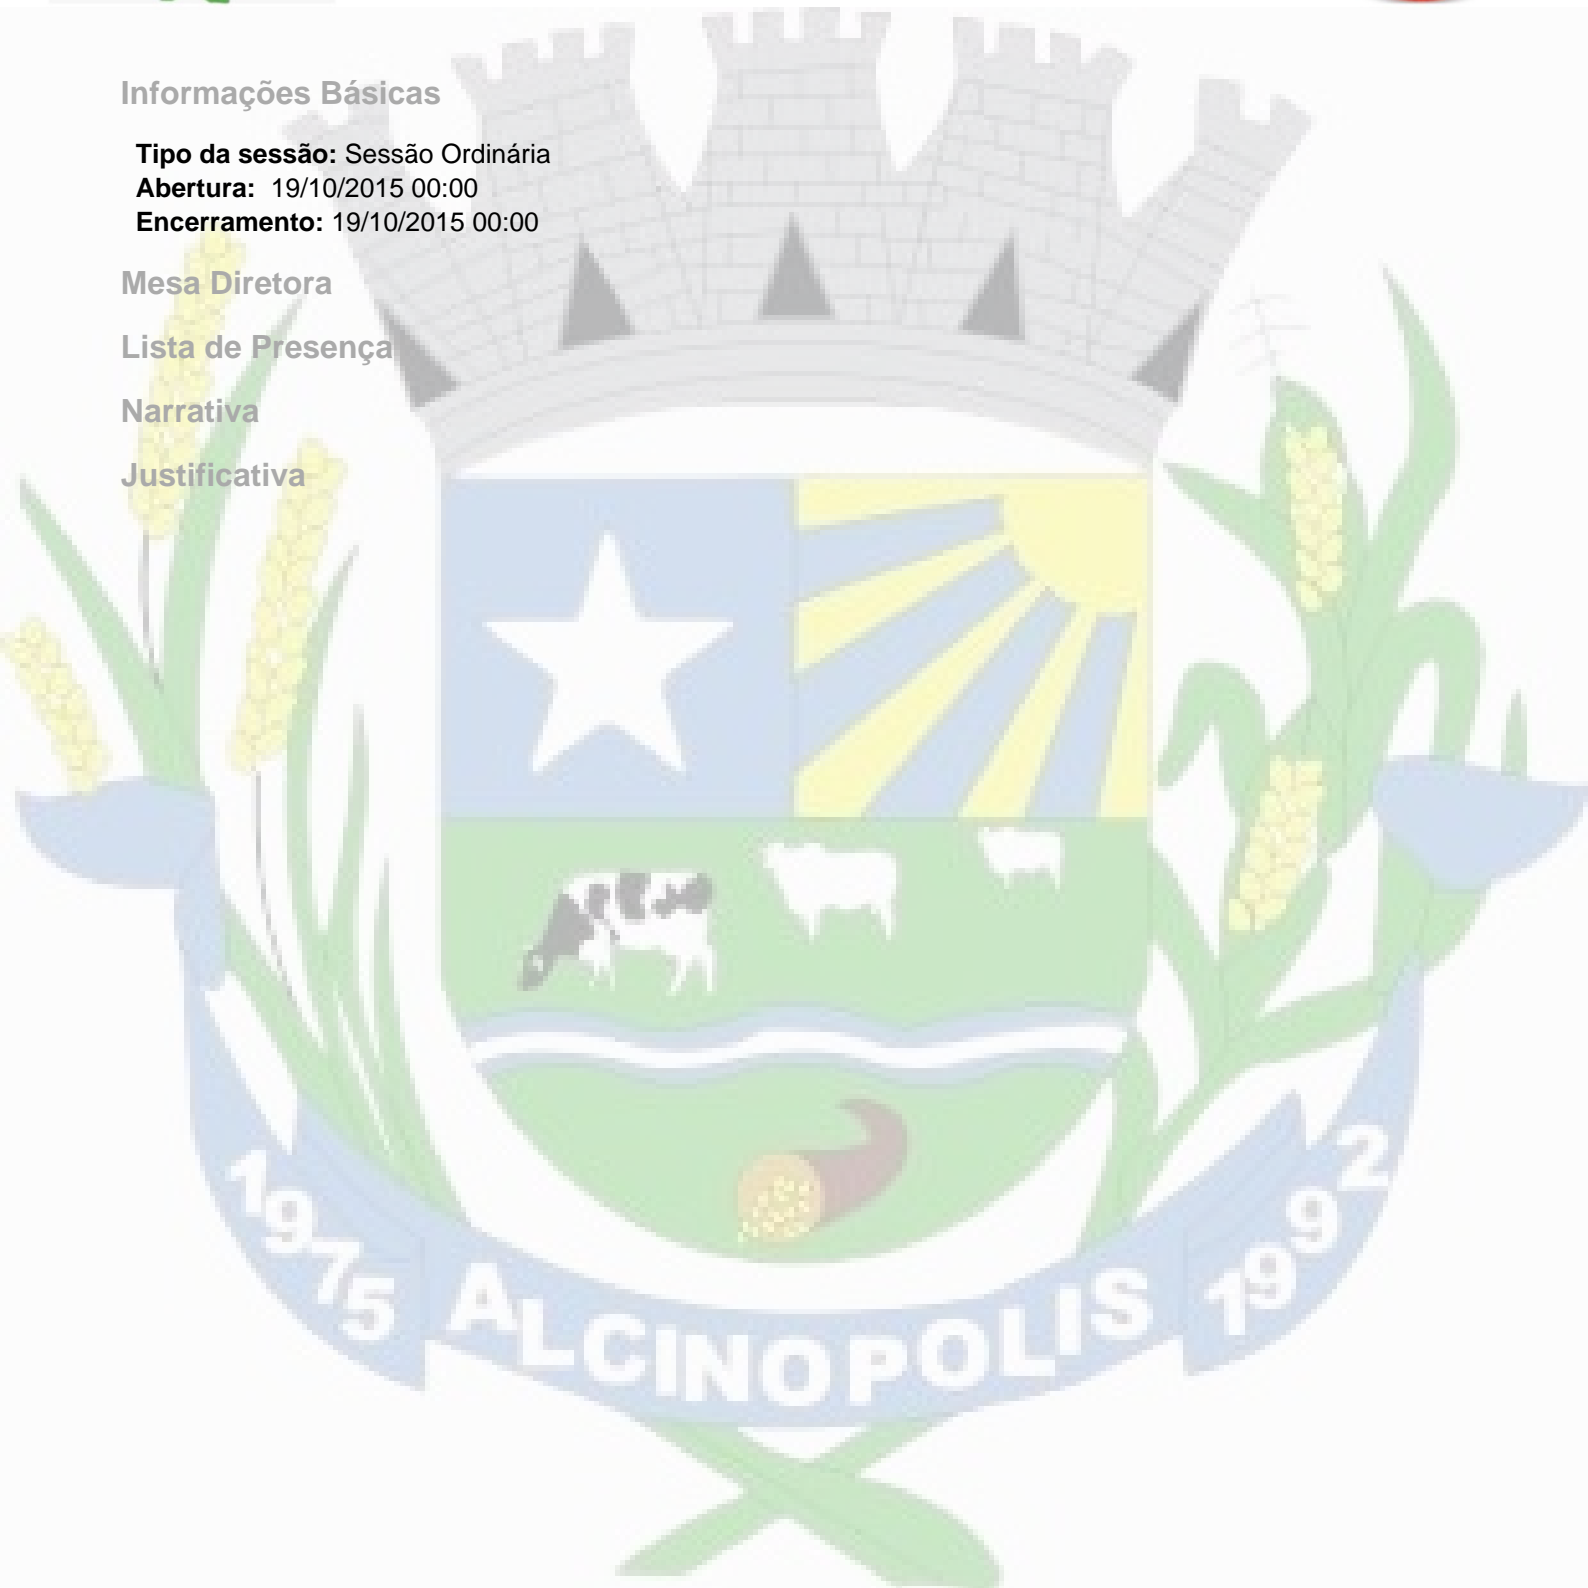 Informações Básicas
Tipo da sessão: Sessão Ordinária
Abertura: 19/10/2015 00:00
Encerramento: 19/10/2015 00:00
Mesa Diretora
Lista de Presença
Narrativa
Justificativa
1975 ALCINOPOLIS 1992